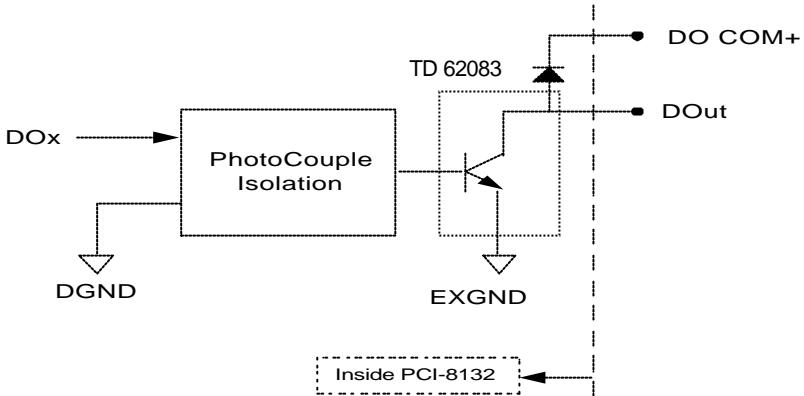 DO COM+
TD 62083
DOut
DOx
PhotoCouple
Isolation
DGND
EXGND
Inside PCI-8132